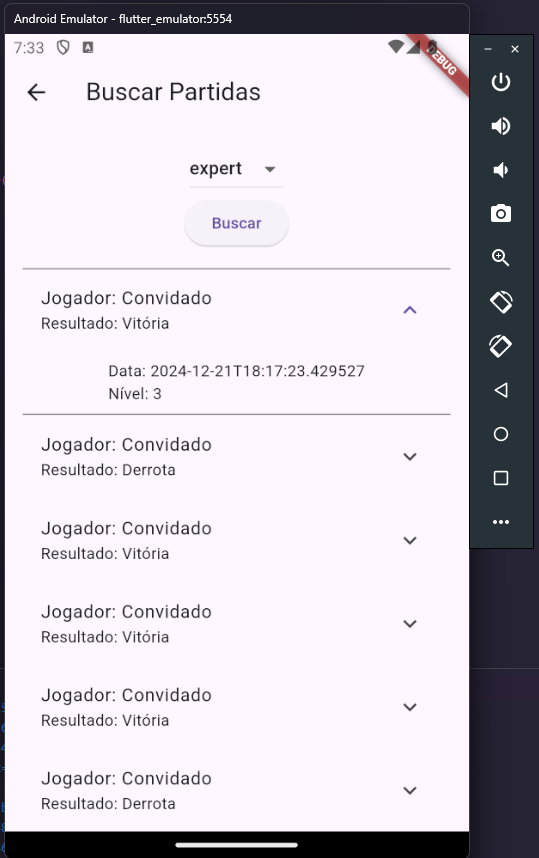 Android Emulator - flutter_emulator:5554
7:33
A
DEBUG
Buscar Partidas
expert
Buscar
Jogador: Convidado
Resultado: Vitória
Data: 2024-12-21T18:17:23.429527
Nível: 3
Jogador: Convidado
Resultado: Derrota
Jogador: Convidado
Resultado: Vitória
Jogador: Convidado
Resultado: Vitória
Jogador: Convidado
Resultado: Vitória
Jogador: Convidado
Resultado: Derrota